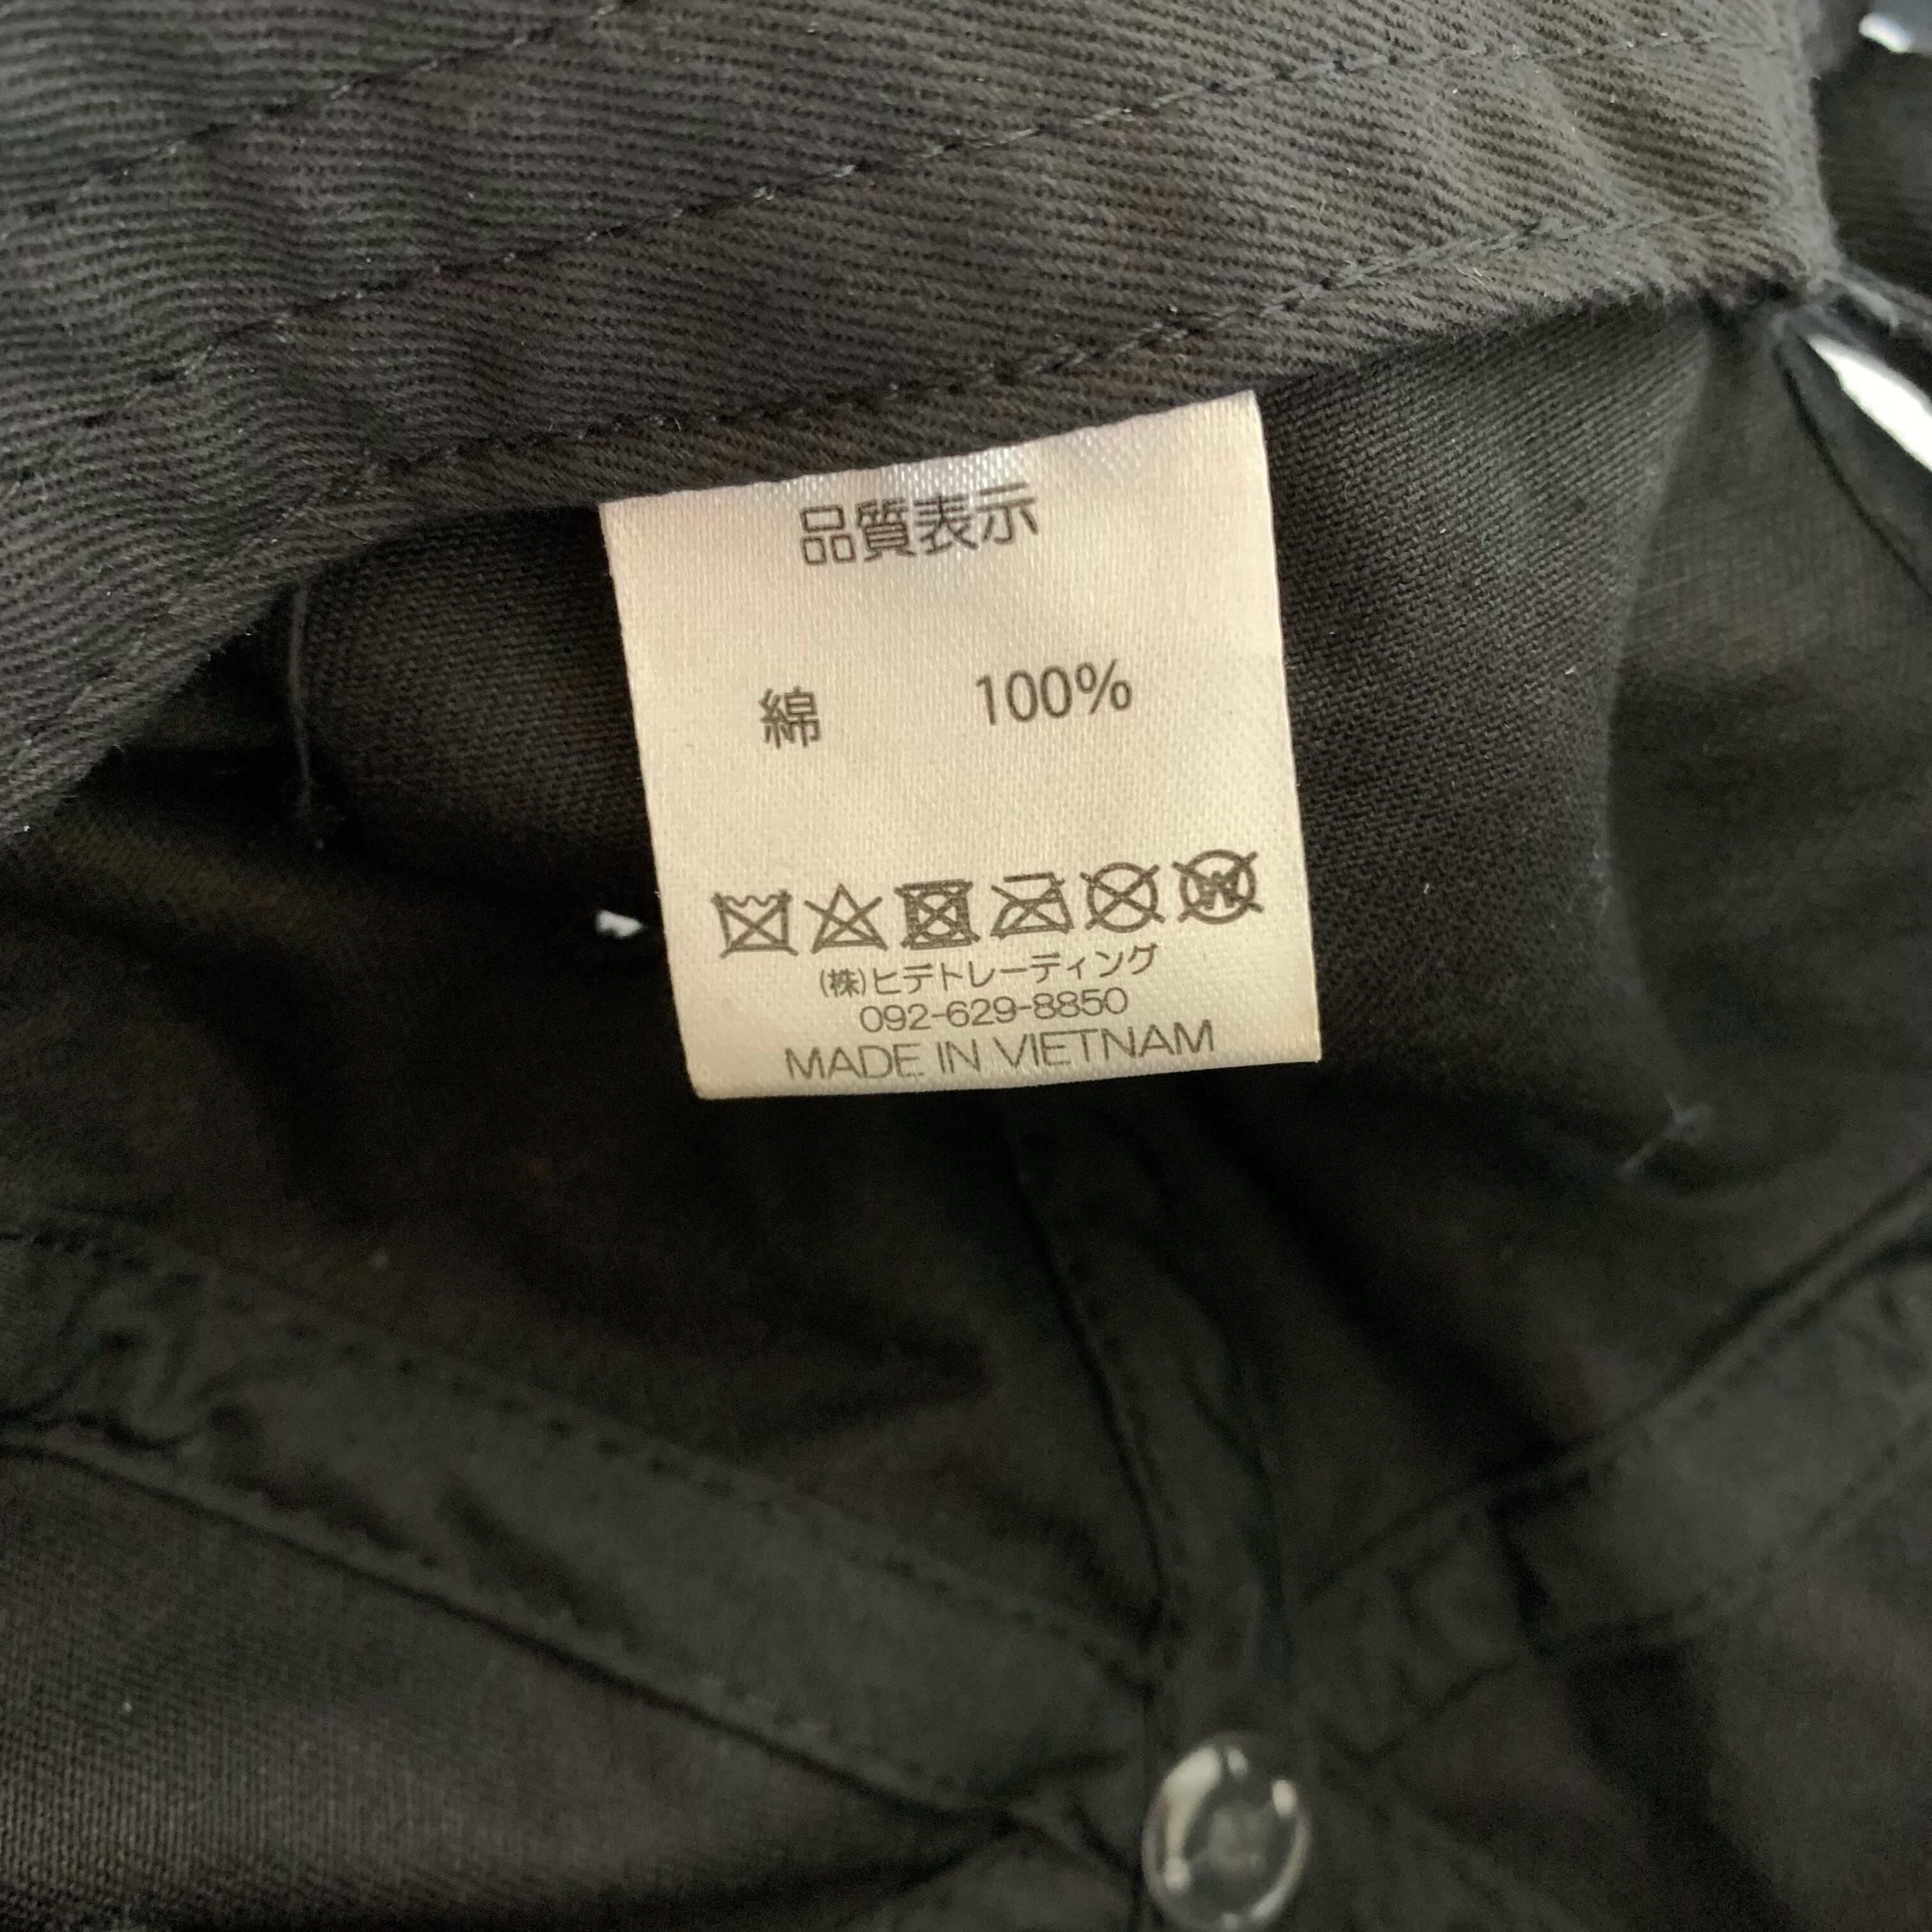 品質表示
綿 100%
W
(株)ヒデトレーディング
092-629-8850
MADE IN VIETNAM